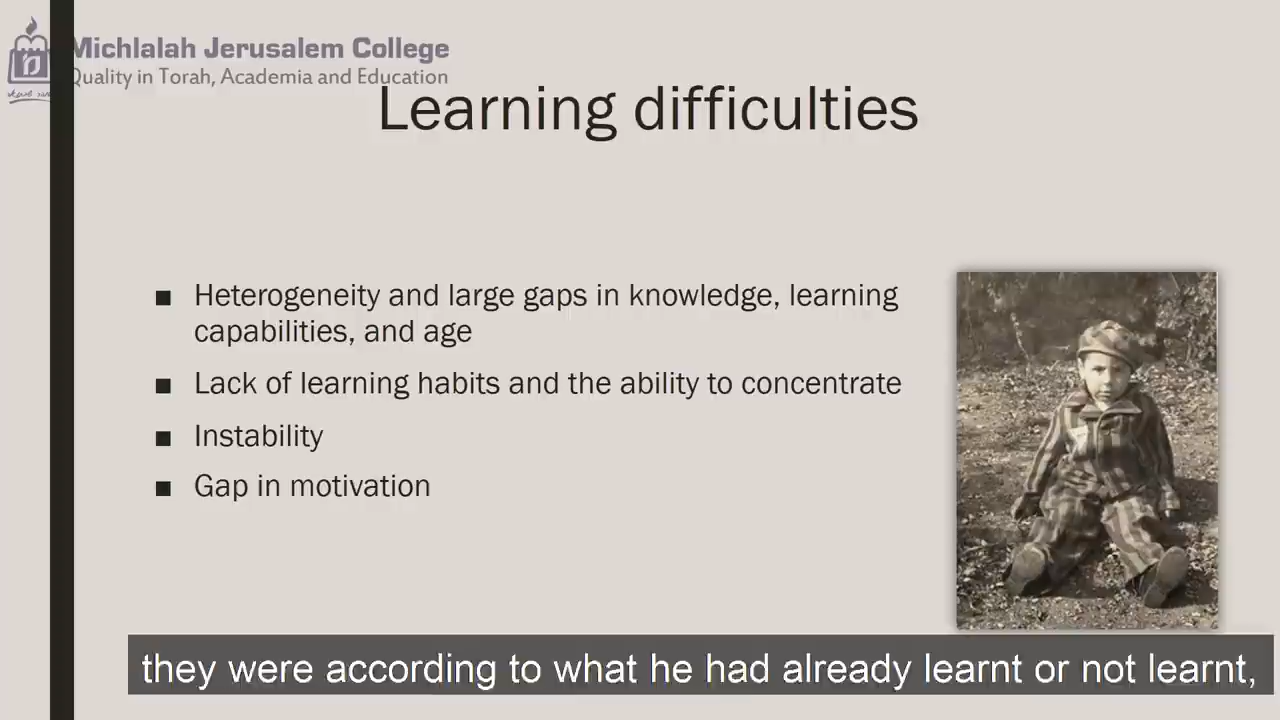 Michlalah Jerusalem College
Quality in Torah, Academia and Education
Learning difficulties
■ Heterogeneity and large gaps in knowledge, learning
capabilities, and age
■ Lack of learning habits and the ability to concentrate
■ Instability
■ Gap in motivation
they were according to what he had already learnt or not learnt,